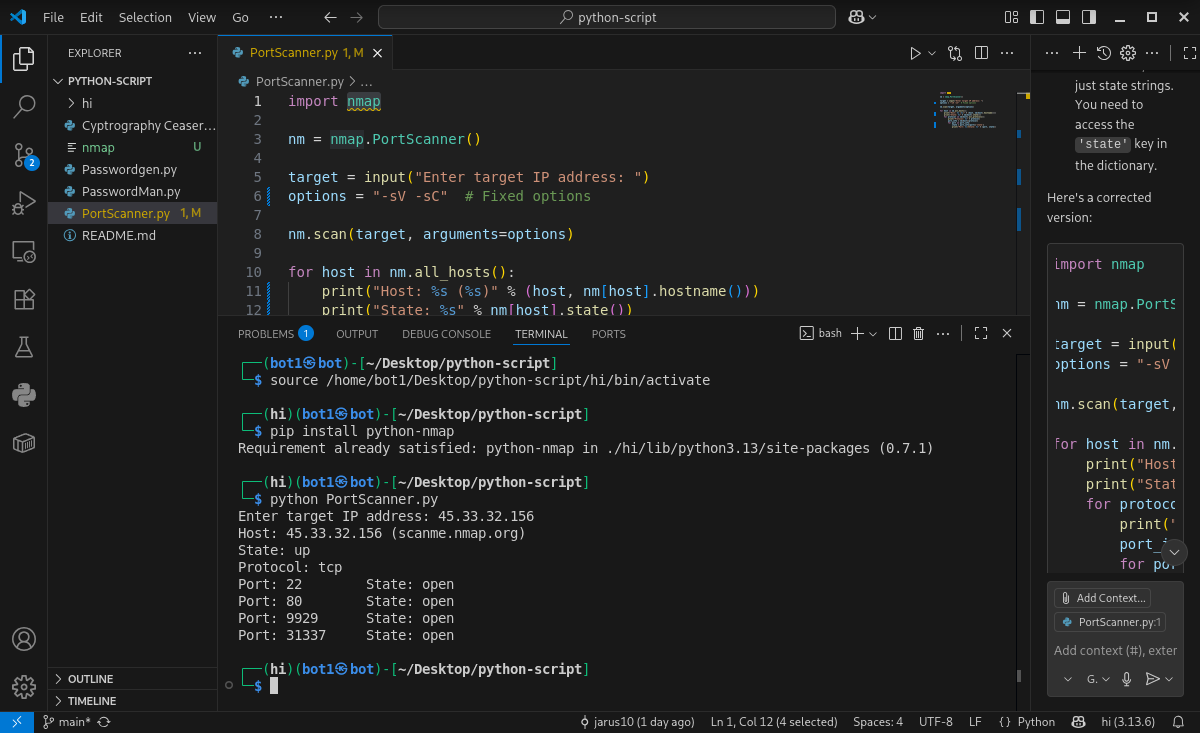 File Edit Selection View Go ··· python-script
EXPLORER ···
PYTHON-SCRIPT
hi
Cyptrography Ceaser...
nmap U
Passwordgen.py
PasswordMan.py
PortScanner.py 1, M
README.md
OUTLINE
TIMELINE
2
PortScanner.py 1, M
PortScanner.py > ...
1 import nmap
2
3 nm = nmap.PortScanner()
4
5 target = input("Enter target IP address: ")
6 options = "-sV -sC"  # Fixed options
7
8 nm.scan(target, arguments=options)
9
10 for host in nm.all_hosts():
11 print("Host: %s (%s)" % (host, nm[host].hostname()))
12 print("State: %s" % nm[host].state())
PROBLEMS 1 OUTPUT DEBUG CONSOLE TERMINAL PORTS bash
(bot1㉿bot)-[~/Desktop/python-script]
$ source /home/bot1/Desktop/python-script/hi/bin/activate
(hi)(bot1㉿bot)-[~/Desktop/python-script]
$ pip install python-nmap
Requirement already satisfied: python-nmap in ./hi/lib/python3.13/site-packages (0.7.1)
(hi)(bot1㉿bot)-[~/Desktop/python-script]
$ python PortScanner.py
Enter target IP address: 45.33.32.156
Host: 45.33.32.156 (scanme.nmap.org)
State: up
Protocol: tcp
Port: 22 State: open
Port: 80 State: open
Port: 9929 State: open
Port: 31337 State: open
(hi)(bot1㉿bot)-[~/Desktop/python-script]
$
just state strings.
You need to
access the
'state' key in
the dictionary.
Here's a corrected
version:
import nmap
nm = nmap.PortS
target = input(
options = "-sV
nm.scan(target,
for host in nm.
print("Host
print("Stat
for protoco
print('
port_
for po
Add Context...
PortScanner.py:1
Add context (#), exter
G.
main* jarus10 (1 day ago) Ln 1, Col 12 (4 selected) Spaces: 4 UTF-8 LF {} Python hi (3.13.6)